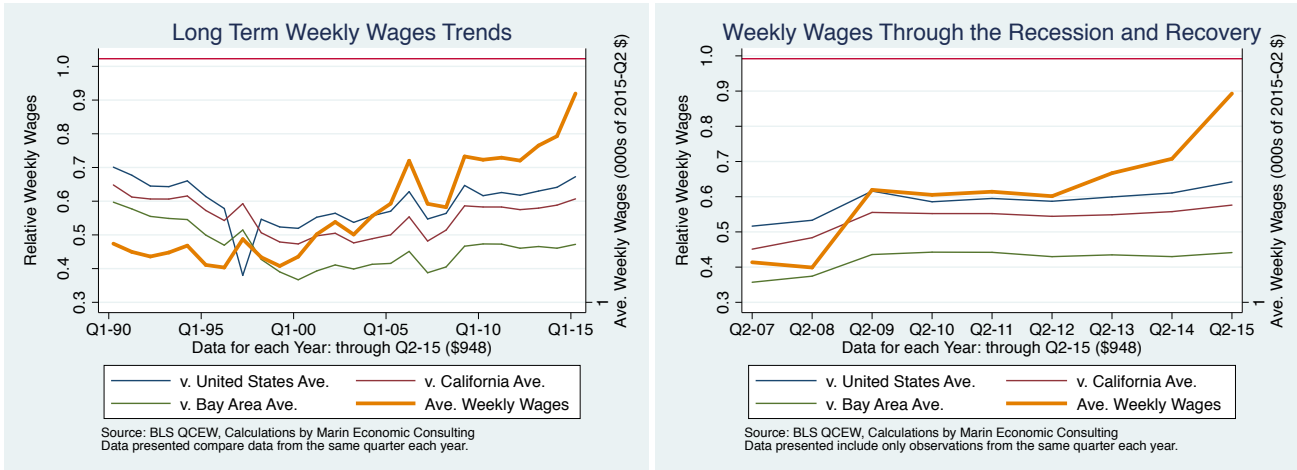 Long Term Weekly Wages Trends
Relative Weekly Wages
1.0
0.9
0.8
0.7
0.6
0.5
0.4
0.3
1
Ave. Weekly Wages (000s of 2015-Q2 $)
Q1-90 Q1-95 Q1-00 Q1-05 Q1-10 Q1-15
Data for each Year: through Q2-15 ($948)
v. United States Ave. v. California Ave.
v. Bay Area Ave. Ave. Weekly Wages
Source: BLS QCEW, Calculations by Marin Economic Consulting
Data presented compare data from the same quarter each year.
Weekly Wages Through the Recession and Recovery
Relative Weekly Wages
1.0
0.9
0.8
0.7
0.6
0.5
0.4
0.3
1
Ave. Weekly Wages (000s of 2015-Q2 $)
Q2-07 Q2-08 Q2-09 Q2-10 Q2-11 Q2-12 Q2-13 Q2-14 Q2-15
Data for each Year: through Q2-15 ($948)
v. United States Ave. v. California Ave.
v. Bay Area Ave. Ave. Weekly Wages
Source: BLS QCEW, Calculations by Marin Economic Consulting
Data presented include only observations from the same quarter each year.